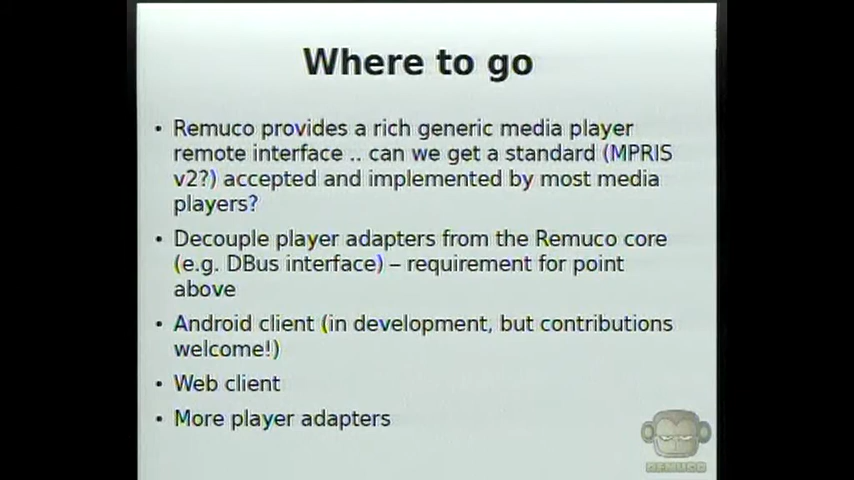 Where to go
• Remuco provides a rich generic media player
remote interface .. can we get a standard (MPRIS
v2?) accepted and implemented by most media
players?
• Decouple player adapters from the Remuco core
(e.g. DBus interface) – requirement for point
above
• Android client (in development, but contributions
welcome!)
• Web client
• More player adapters
REMUCO